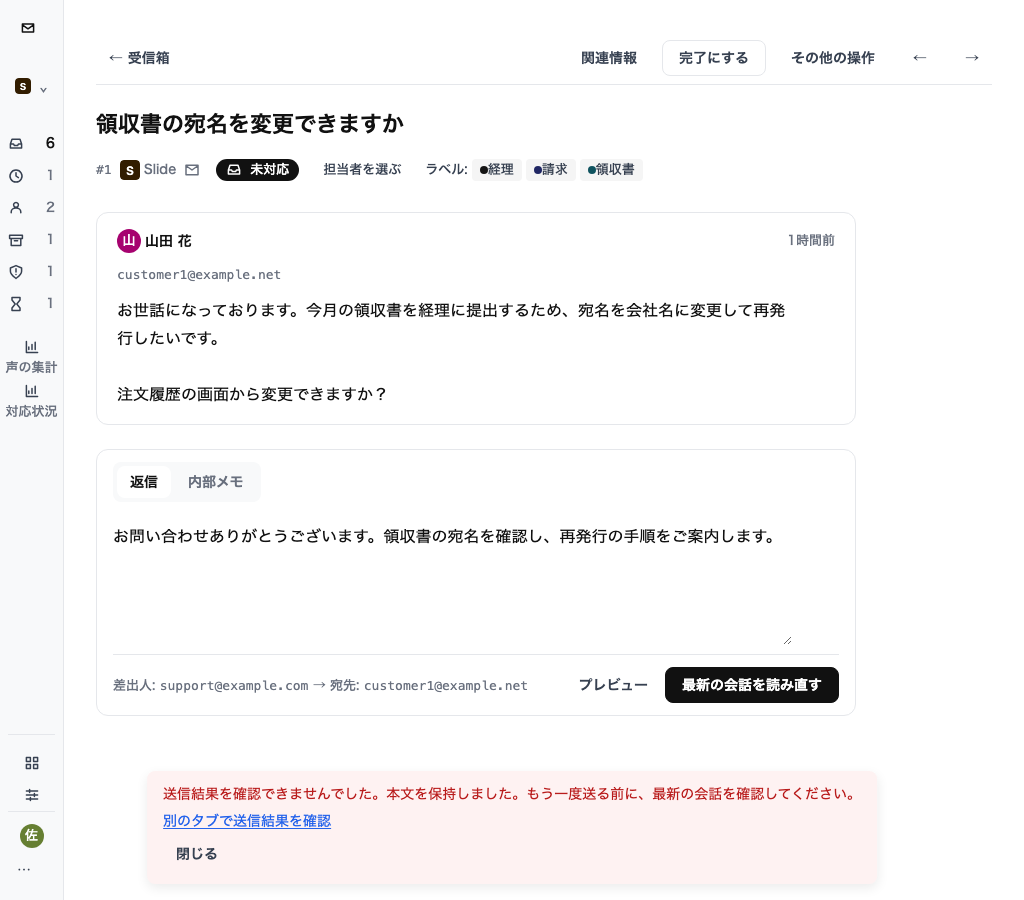 ← 受信箱
関連情報
完了にする
その他の操作
←
→
S
6
1
2
1
1
1
声の集計
対応状況
領収書の宛名を変更できますか
#1 S Slide 未対応 担当者を選ぶ ラベル: 経理 請求 領収書
山 山田 花
1時間前
customer1@example.net
お世話になっております。今月の領収書を経理に提出するため、宛名を会社名に変更して再発
行したいです。
注文履歴の画面から変更できますか？
返信 内部メモ
お問い合わせありがとうございます。領収書の宛名を確認し、再発行の手順をご案内します。
差出人: support@example.com → 宛先: customer1@example.net
プレビュー
最新の会話を読み直す
送信結果を確認できませんでした。本文を保持しました。もう一度送る前に、最新の会話を確認してください。
別のタブで送信結果を確認
閉じる
佐
…